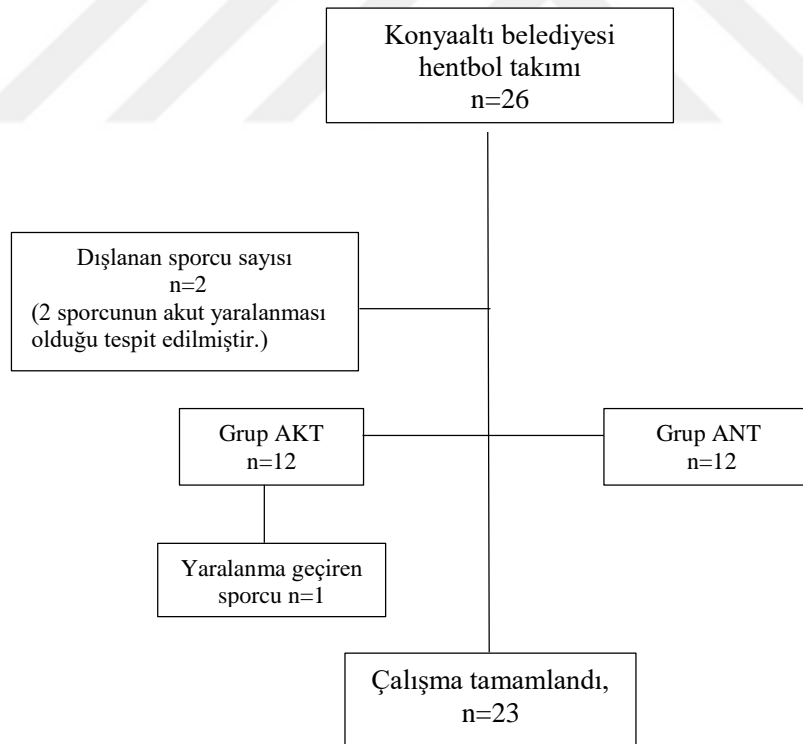 Konyaaltı belediyesi
hentbol takımı
n=26
Dışlanan sporcu sayısı
n=2
(2 sporcunun akut yaralanması
olduğu tespit edilmiştir.)
Grup AKT
n=12
Grup ANT
n=12
Yaralanma geçiren
sporcu n=1
Çalışma tamamlandı,
n=23